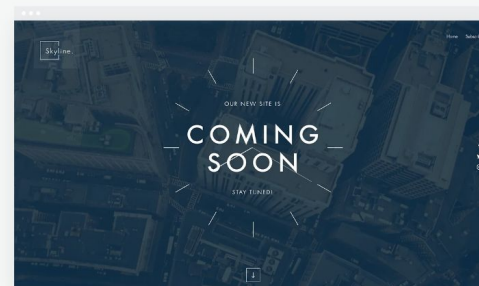 Skyline.
Home
OUR NEW SITE IS
COMING
SOON
STAY TUNED!